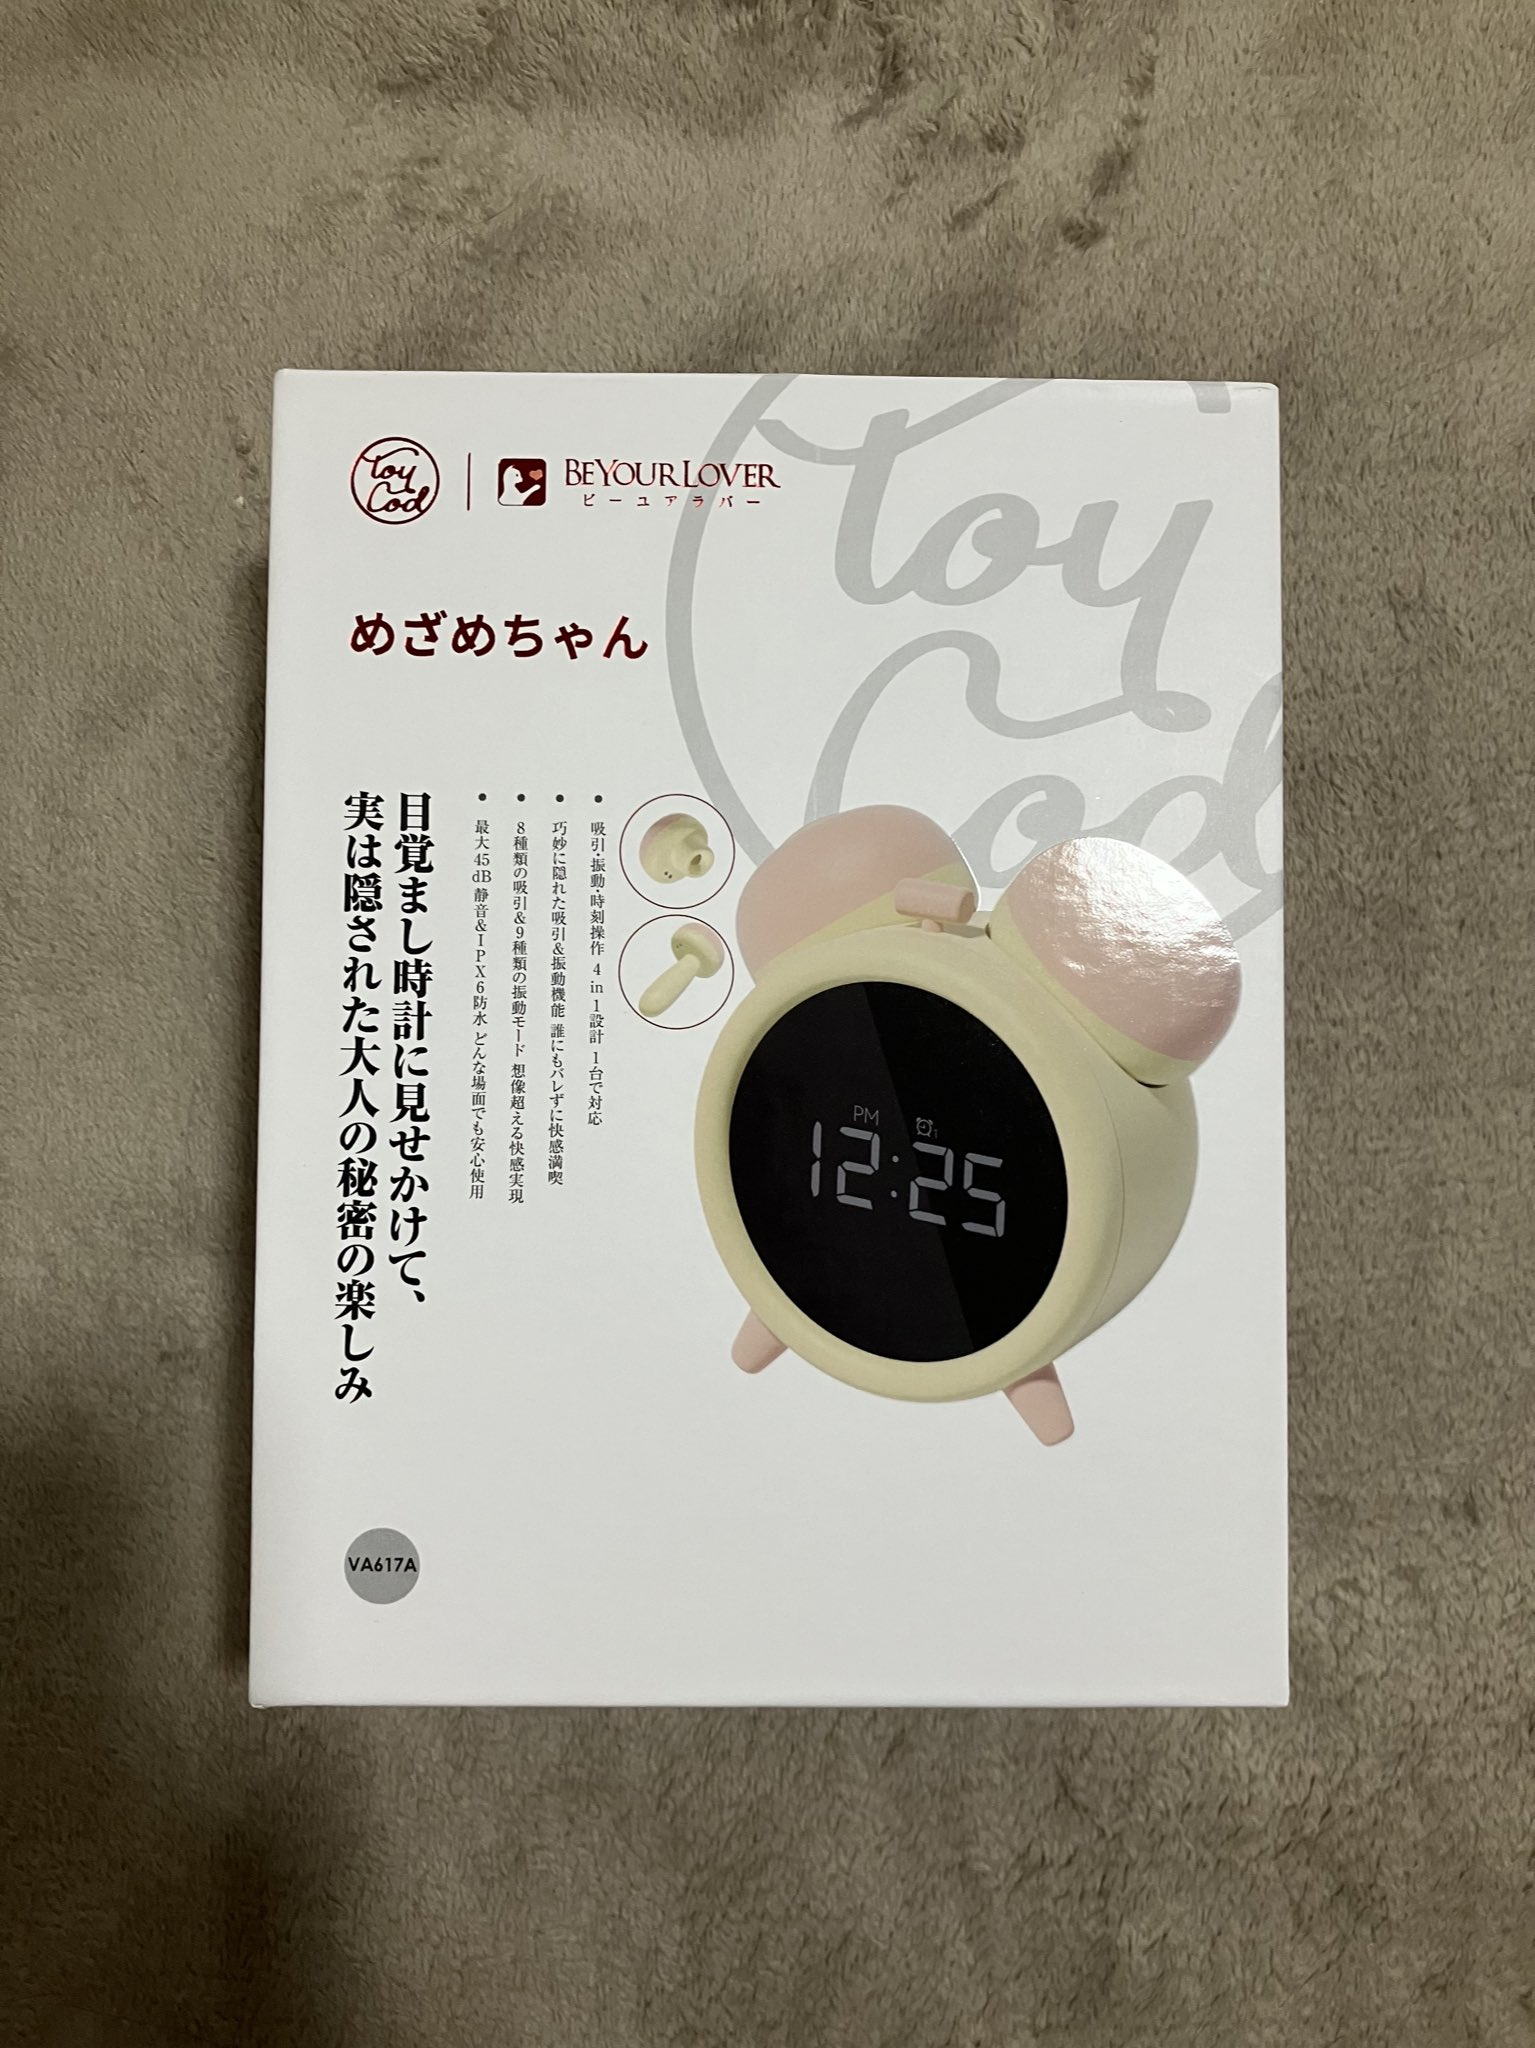 Toy Cod
BEYOURLOVER
ビーユアラバー
めざめちゃん
Toy
Cod
目覚まし時計に見せかけて、
実は隠された大人の秘密の楽しみ
• 吸引・振動・時刻操作 4 in 1設計 1台で対応
• 巧妙に隠れた吸引&振動機能 誰にもバレずに快感満喫
• 8種類の吸引&9種類の振動モード 想像超える快感実現
• 最大45dB静音&IPX6防水 どんな場面でも安心使用
PM
12:25
VA617A